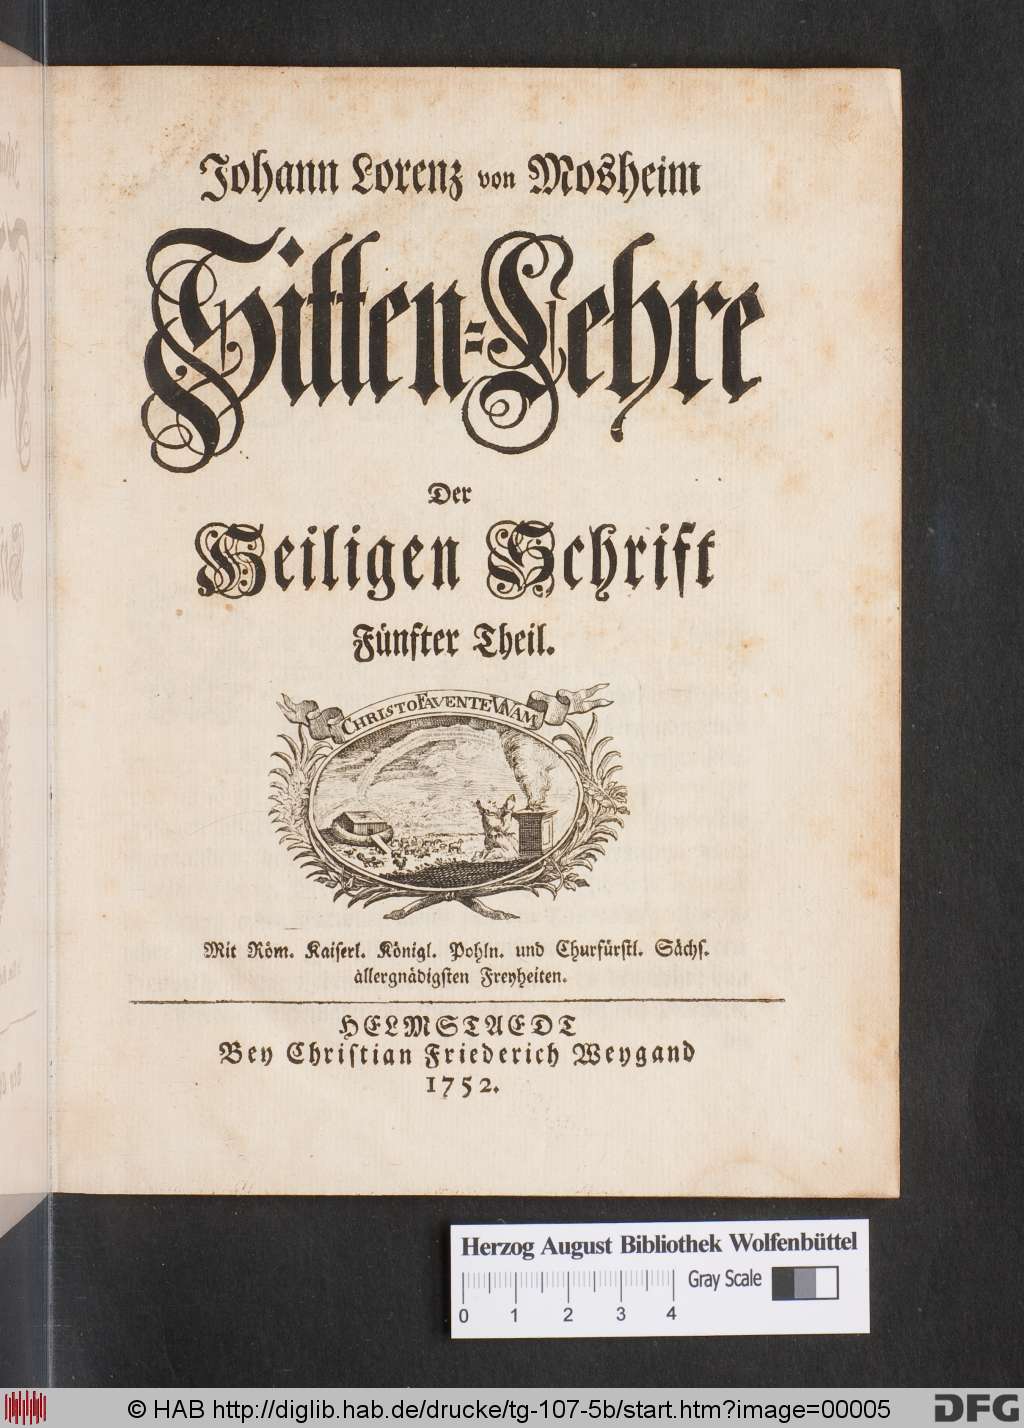 Johann Lorenz von Mosheim
Sitten-Lehre
Der
Heiligen Schrift
Fünfter Theil.
CHRISTO FAVENTE VIVAM
Mit Röm. Kaiserl. Königl. Pohln. und Churfürstl. Sächs.
allergnädigsten Freyheiten.
HELMSTAEDT
Bey Christian Friederich Weygand
1752.
Herzog August Bibliothek Wolfenbüttel
Gray Scale
0 1 2 3 4
© HAB http://diglib.hab.de/drucke/tg-107-5b/start.htm?image=00005
DFG